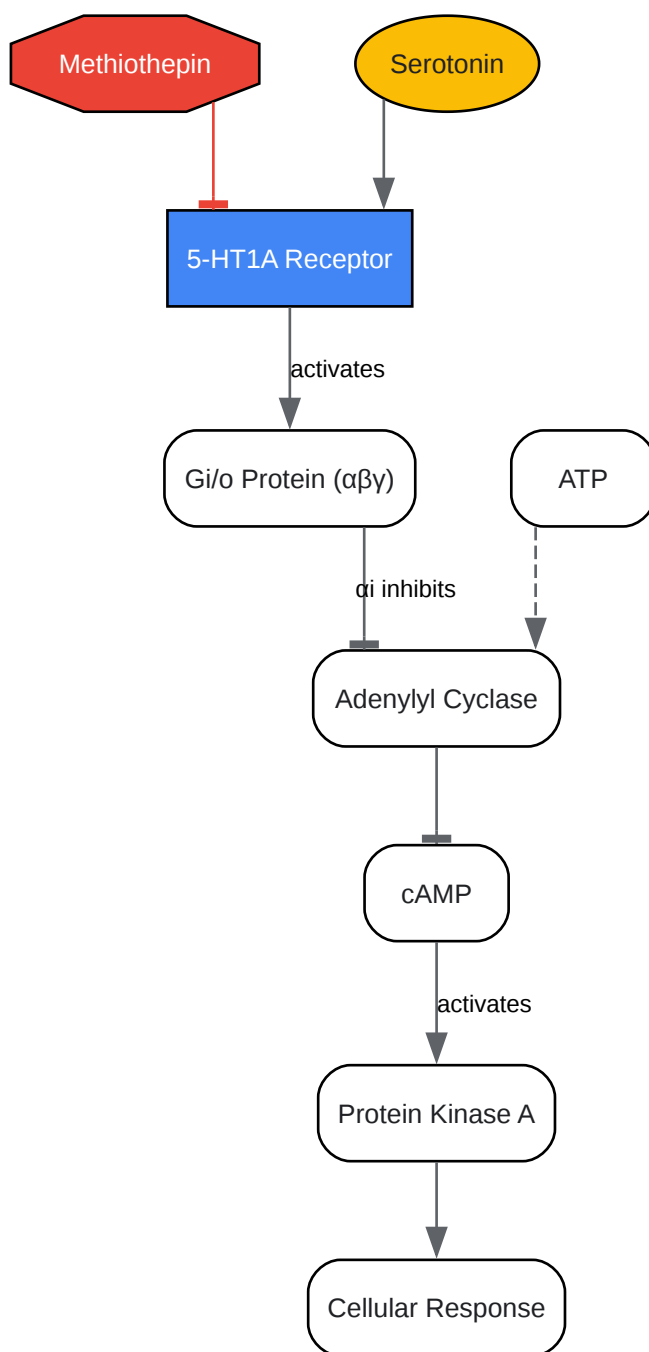 Methiothepin
Serotonin
5-HT1A Receptor
activates
Gi/o Protein (αβγ)
ATP
αi inhibits
Adenylyl Cyclase
cAMP
activates
Protein Kinase A
Cellular Response